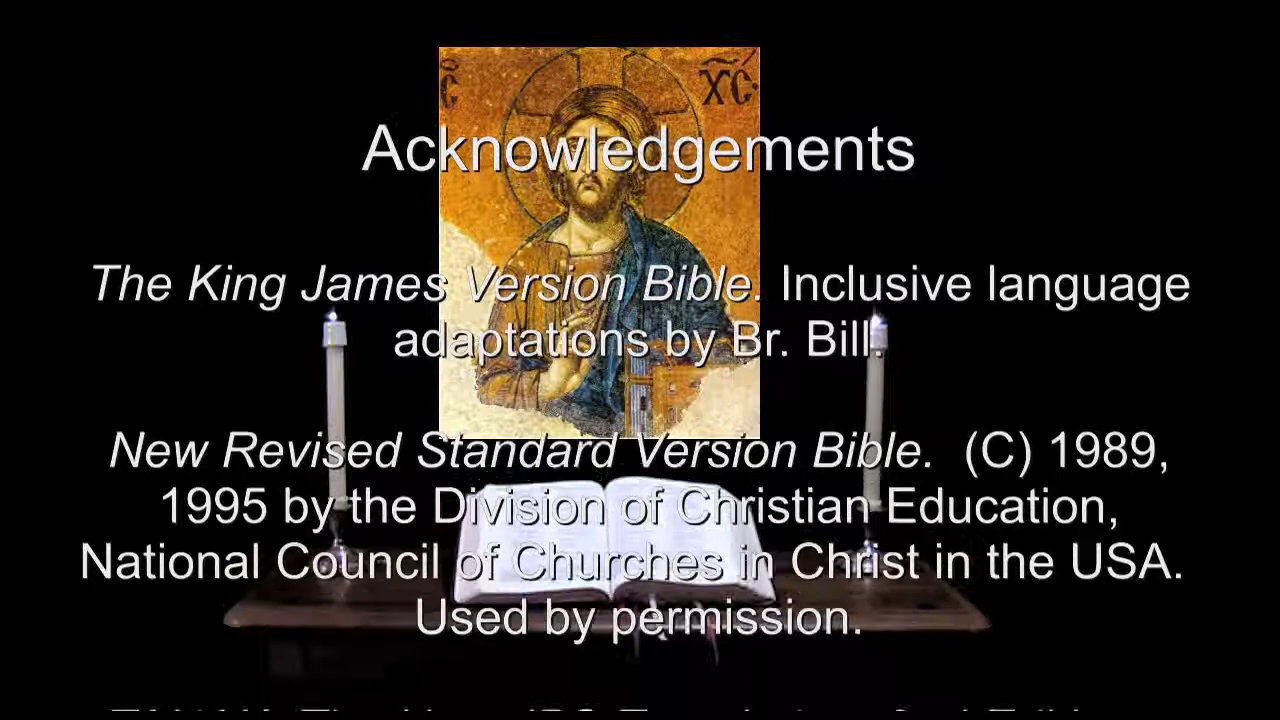 XC
Acknowledgements
The King James Version Bible. Inclusive language
adaptations by Br. Bill.
New Revised Standard Version Bible. (C) 1989,
1995 by the Division of Christian Education,
National Council of Churches in Christ in the USA.
Used by permission.